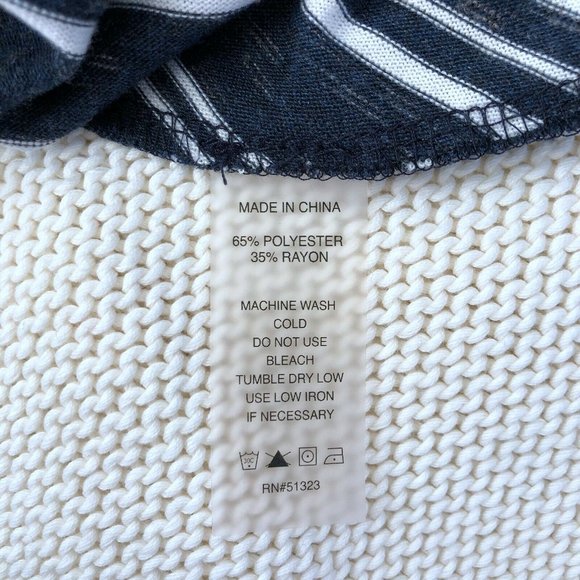 MADE IN CHINA
65% POLYESTER
35% RAYON
MACHINE WASH
COLD
DO NOT USE
BLEACH
TUMBLE DRY LOW
USE LOW IRON
IF NECESSARY
30°
RN#51323